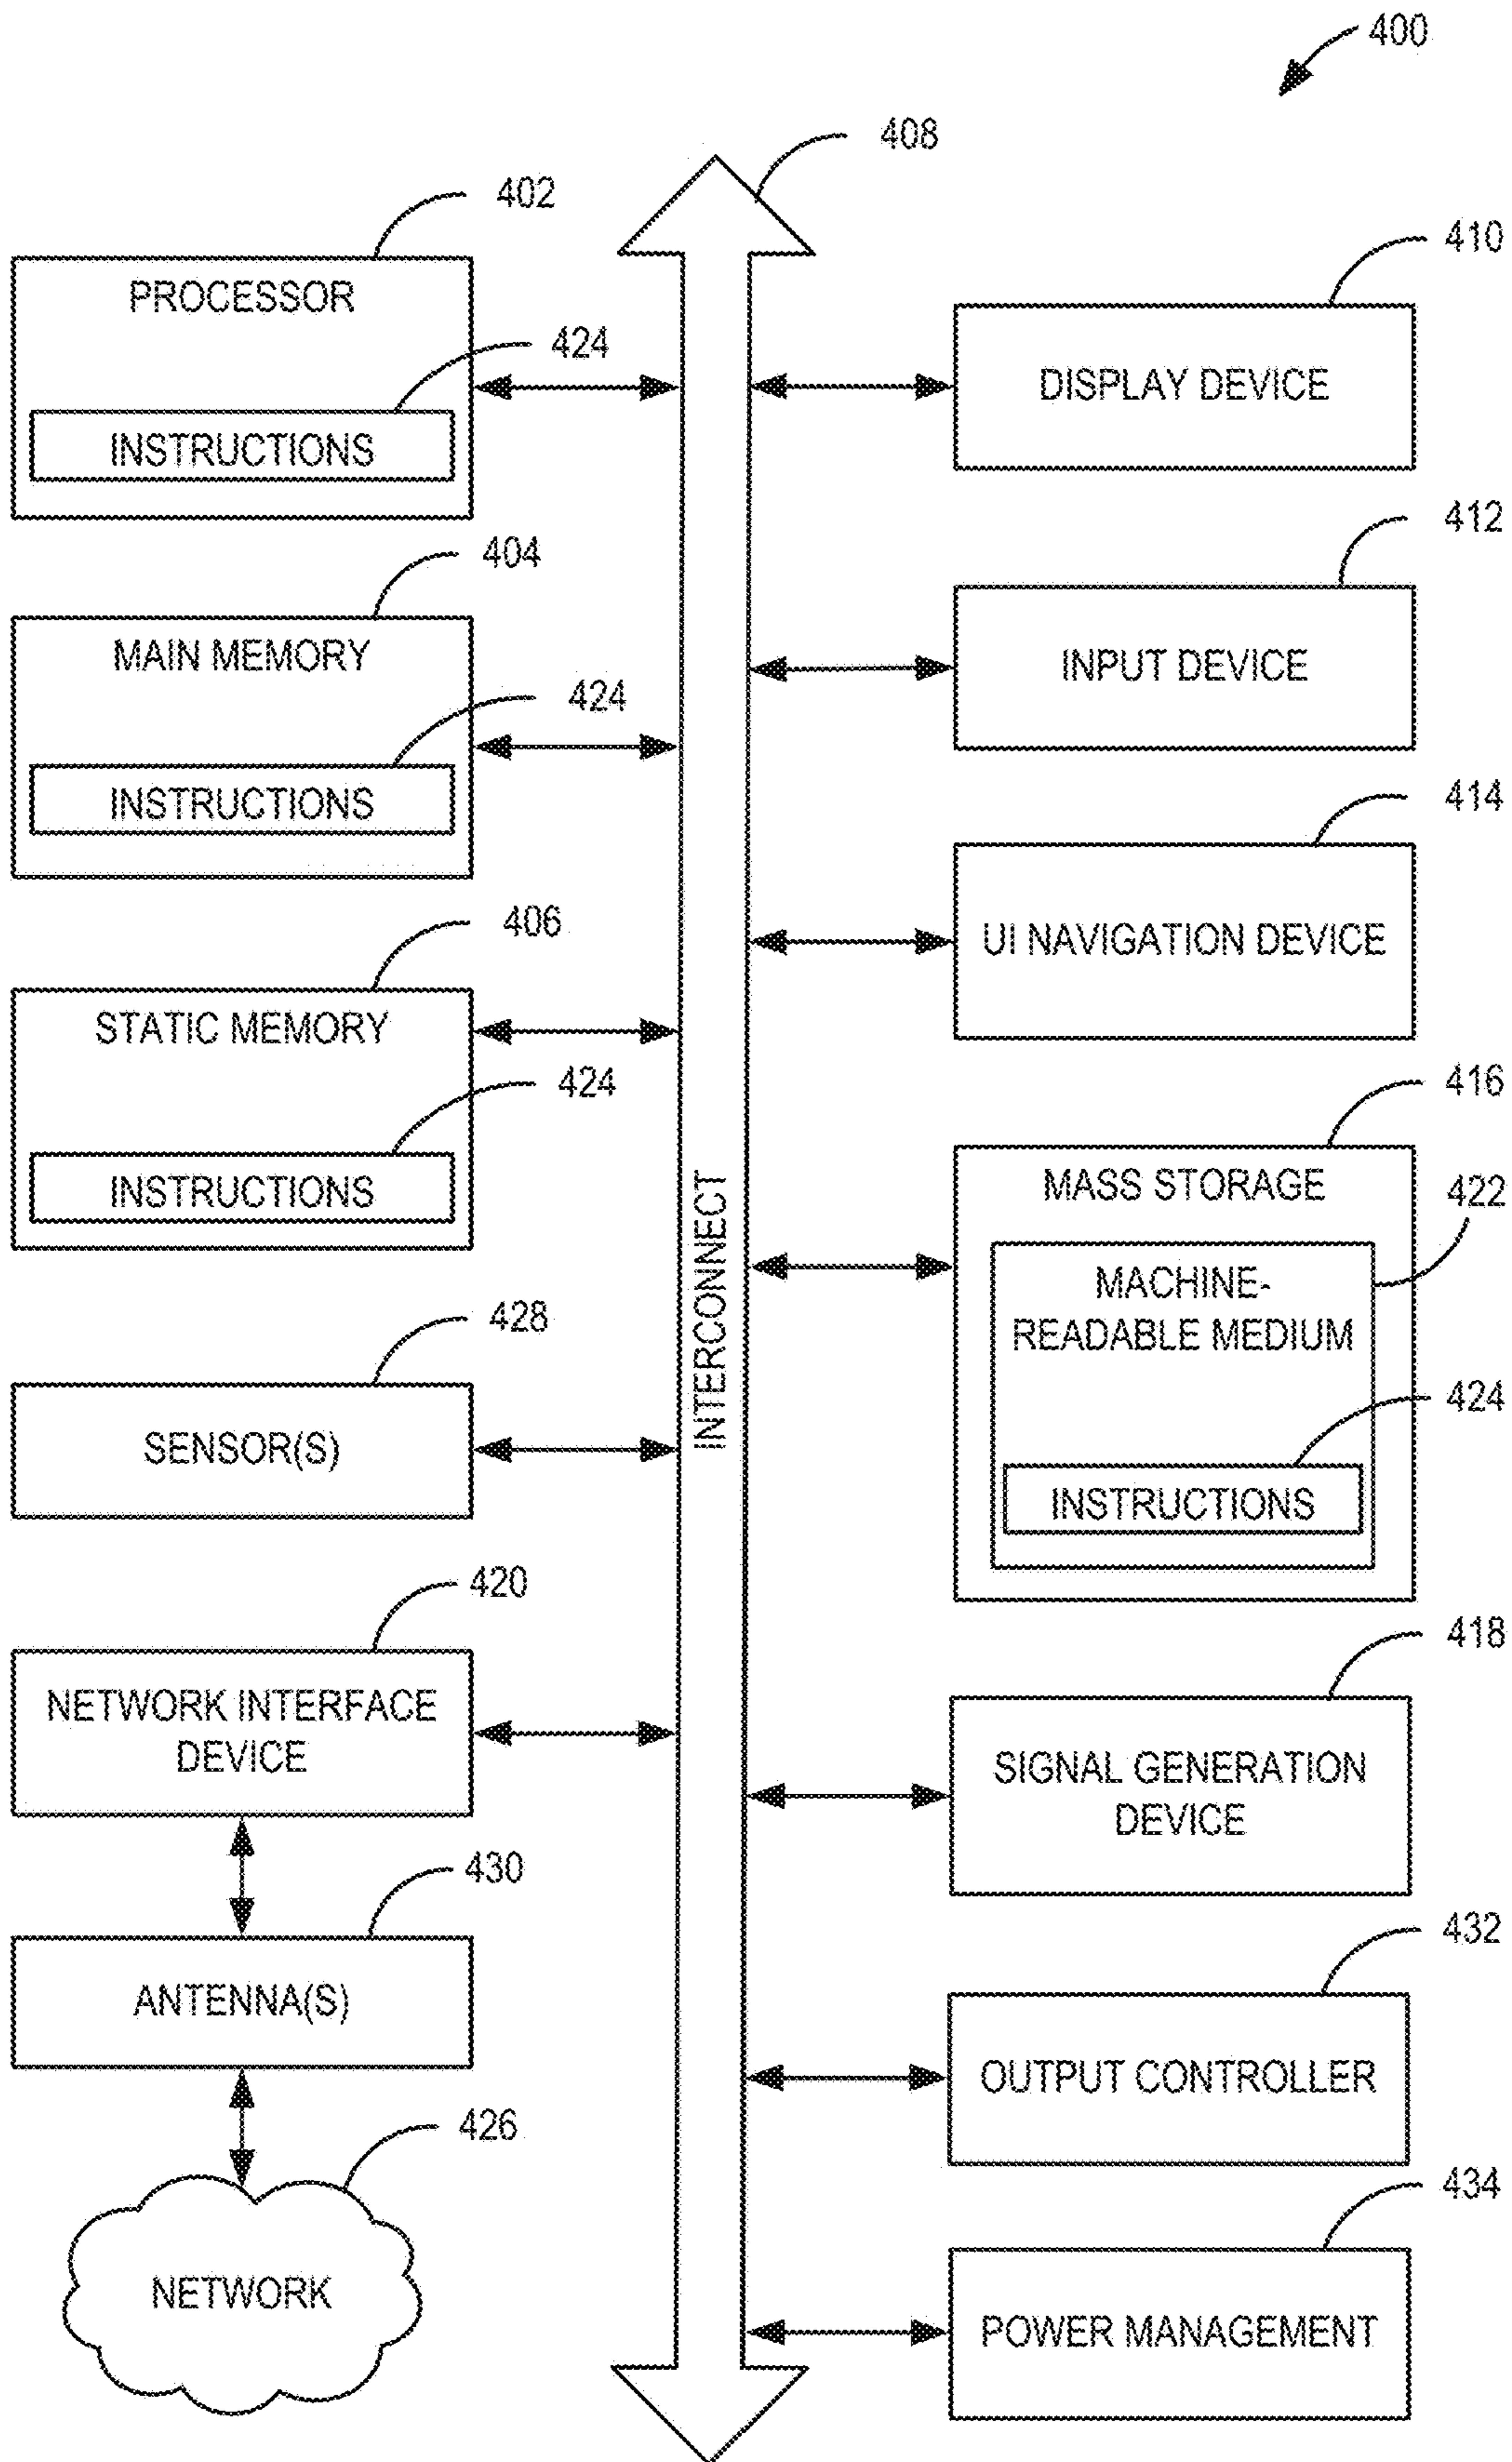 400
408
402
PROCESSOR
424
INSTRUCTIONS
404
MAIN MEMORY
424
INSTRUCTIONS
406
STATIC MEMORY
424
INSTRUCTIONS
428
SENSOR(S)
420
NETWORK INTERFACE
DEVICE
430
ANTENNA(S)
426
NETWORK
INTERCONNECT
410
DISPLAY DEVICE
412
INPUT DEVICE
414
UI NAVIGATION DEVICE
416
MASS STORAGE
422
MACHINE-
READABLE MEDIUM
424
INSTRUCTIONS
418
SIGNAL GENERATION
DEVICE
432
OUTPUT CONTROLLER
434
POWER MANAGEMENT